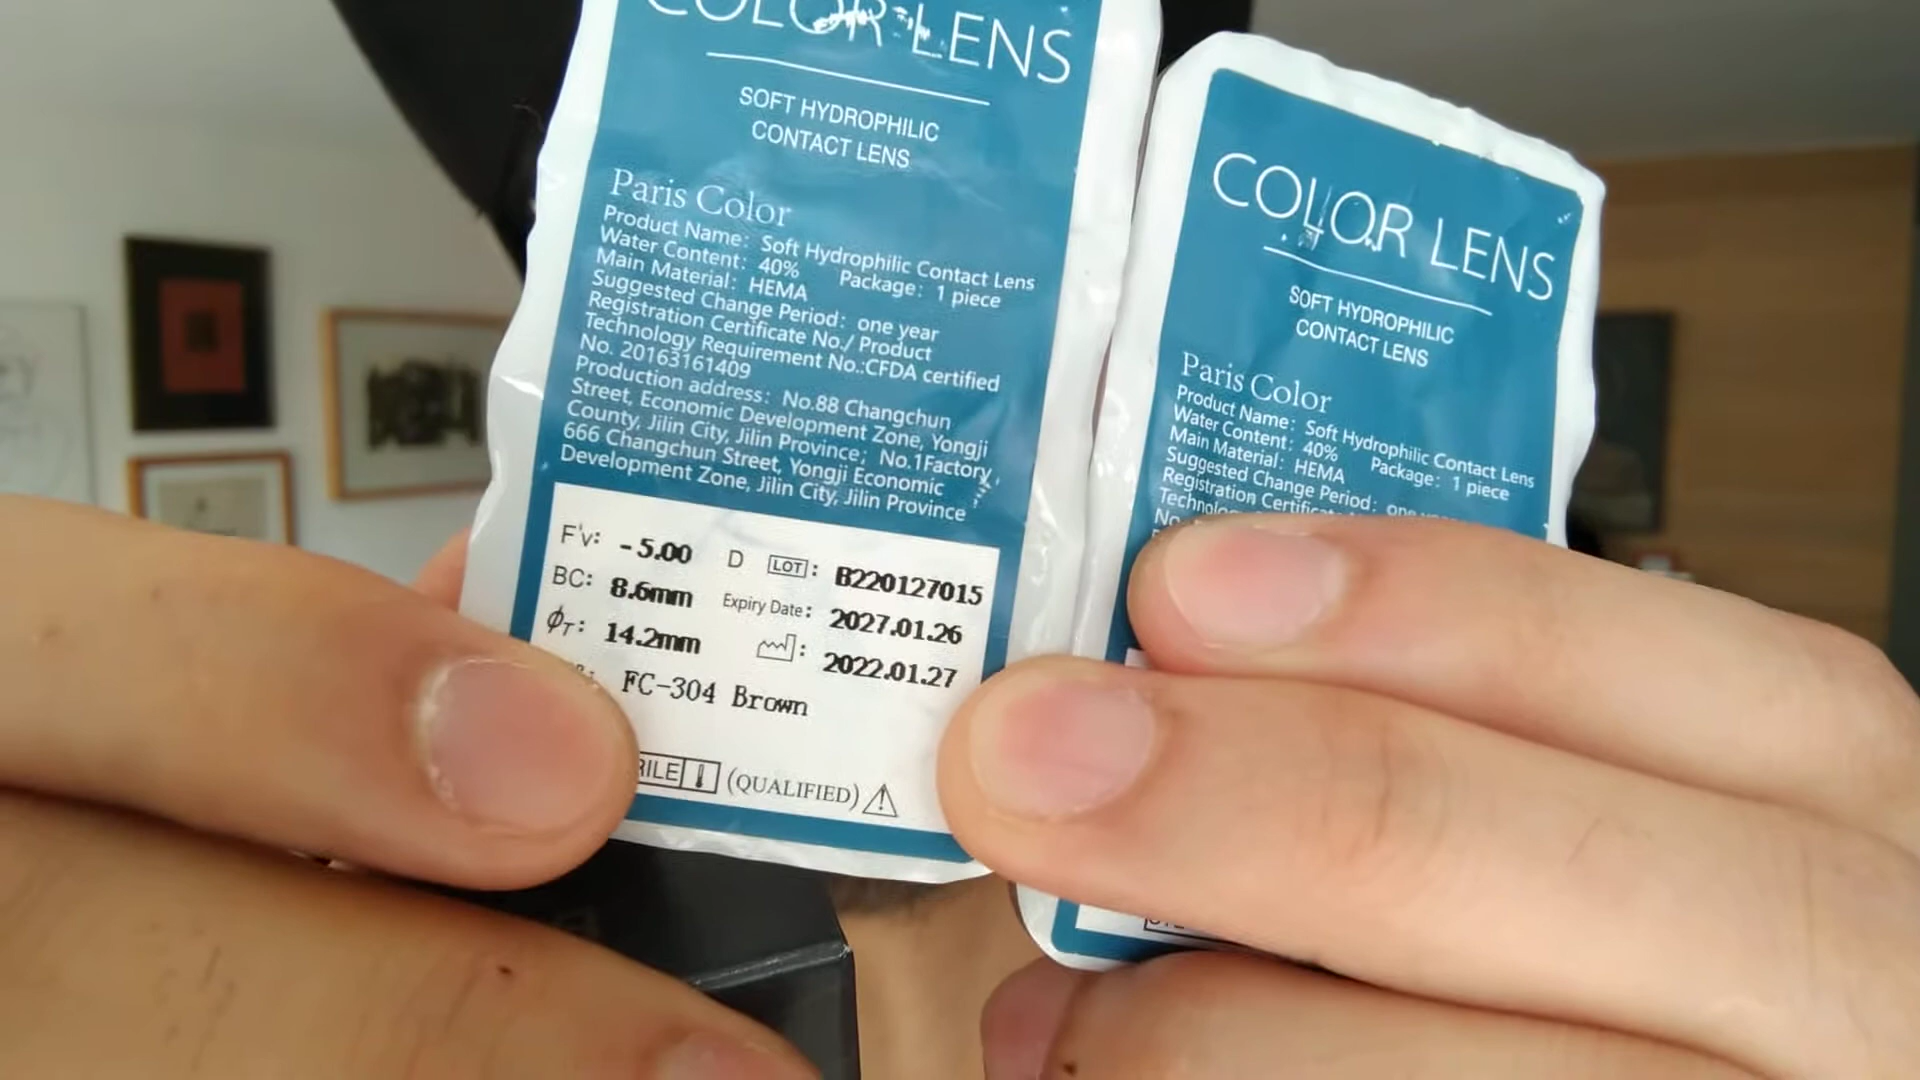 COLOR LENS
SOFT HYDROPHILIC
CONTACT LENS
Paris Color
Product Name: Soft Hydrophilic Contact Lens
Water Content: 40% Package: 1 piece
Main Material: HEMA
Suggested Change Period: one year
Registration Certificate No./ Product
Technology Requirement No.:CFDA certified
No. 20163161409
Production address: No.88 Changchun
Street, Economic Development Zone, Yongji
County, Jilin City, Jilin Province; No.1Factory,
666 Changchun Street, Yongji Economic
Development Zone, Jilin City, Jilin Province
F'v: -5.00 D LOT: B220127015
BC: 8.6mm Expiry Date: 2027.01.26
ϕT: 14.2mm : 2022.01.27
FC-304 Brown
(QUALIFIED)
COLOR LENS
SOFT HYDROPHILIC
CONTACT LENS
Paris Color
Product Name: Soft Hydrophilic Contact Lens
Water Content: 40% Package: 1 piece
Main Material: HEMA
Suggested Change Period: one
Registration